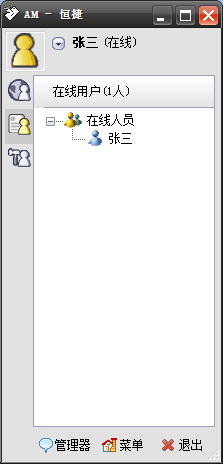 AM - 恒捷
张三 (在线)
在线用户(1人)
在线人员
张三
管理器 菜单 退出